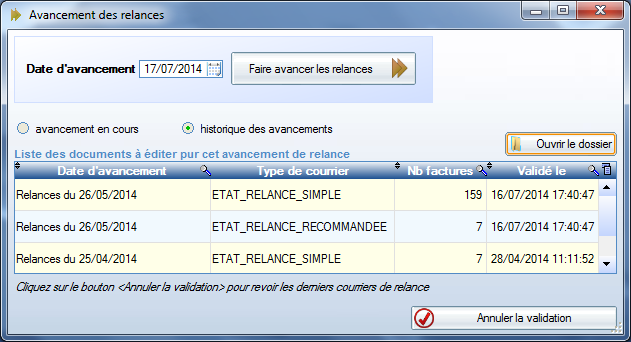 Avancement des relances
Date d'avancement 17/07/2014 Faire avancer les relances
avancement en cours historique des avancements
Ouvrir le dossier
Liste des documents à éditer pur cet avancement de relance
Date d'avancement Type de courrier Nb factures Validé le
Relances du 26/05/2014 ETAT_RELANCE_SIMPLE 159 16/07/2014 17:40:47
Relances du 26/05/2014 ETAT_RELANCE_RECOMMANDEE 7 16/07/2014 17:40:47
Relances du 25/04/2014 ETAT_RELANCE_SIMPLE 7 28/04/2014 11:11:52
Cliquez sur le bouton <Annuler la validation> pour revoir les derniers courriers de relance
Annuler la validation